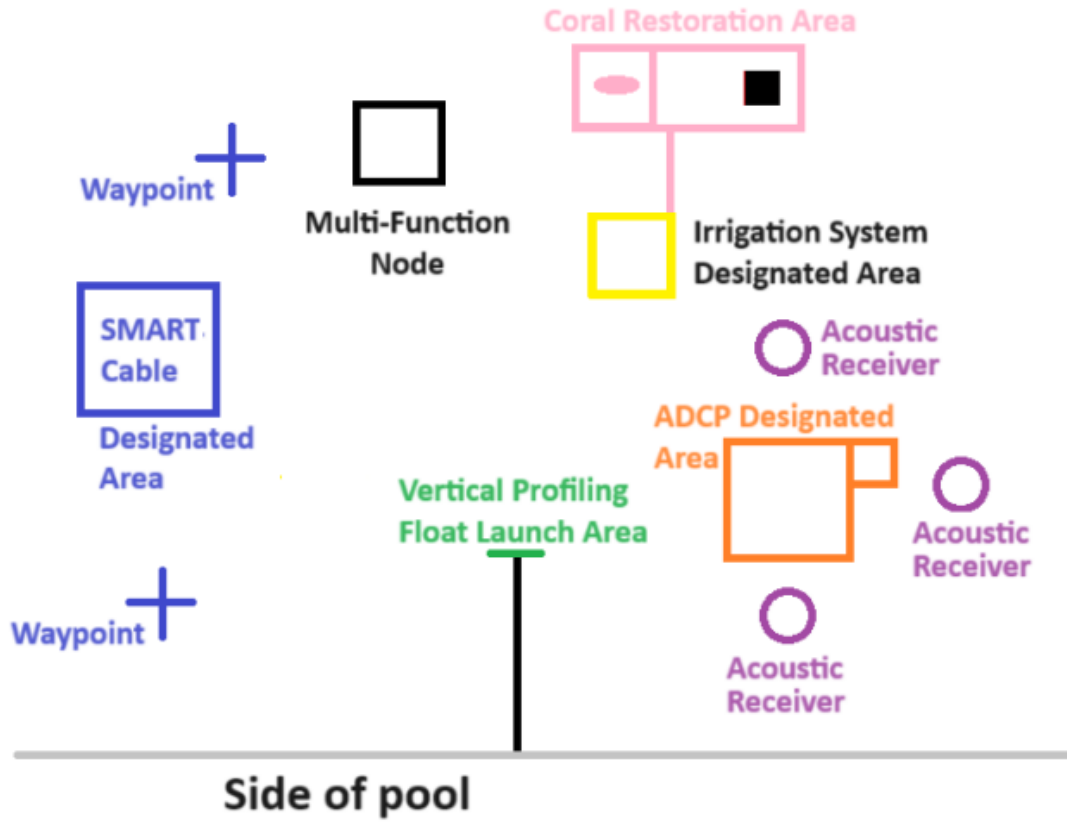 Coral Restoration Area
Waypoint
Multi-Function
Node
Irrigation System
Designated Area
SMART
Cable
Designated
Area
Acoustic
Receiver
ADCP Designated
Area
Vertical Profiling
Float Launch Area
Acoustic
Receiver
Waypoint
Acoustic
Receiver
Side of pool